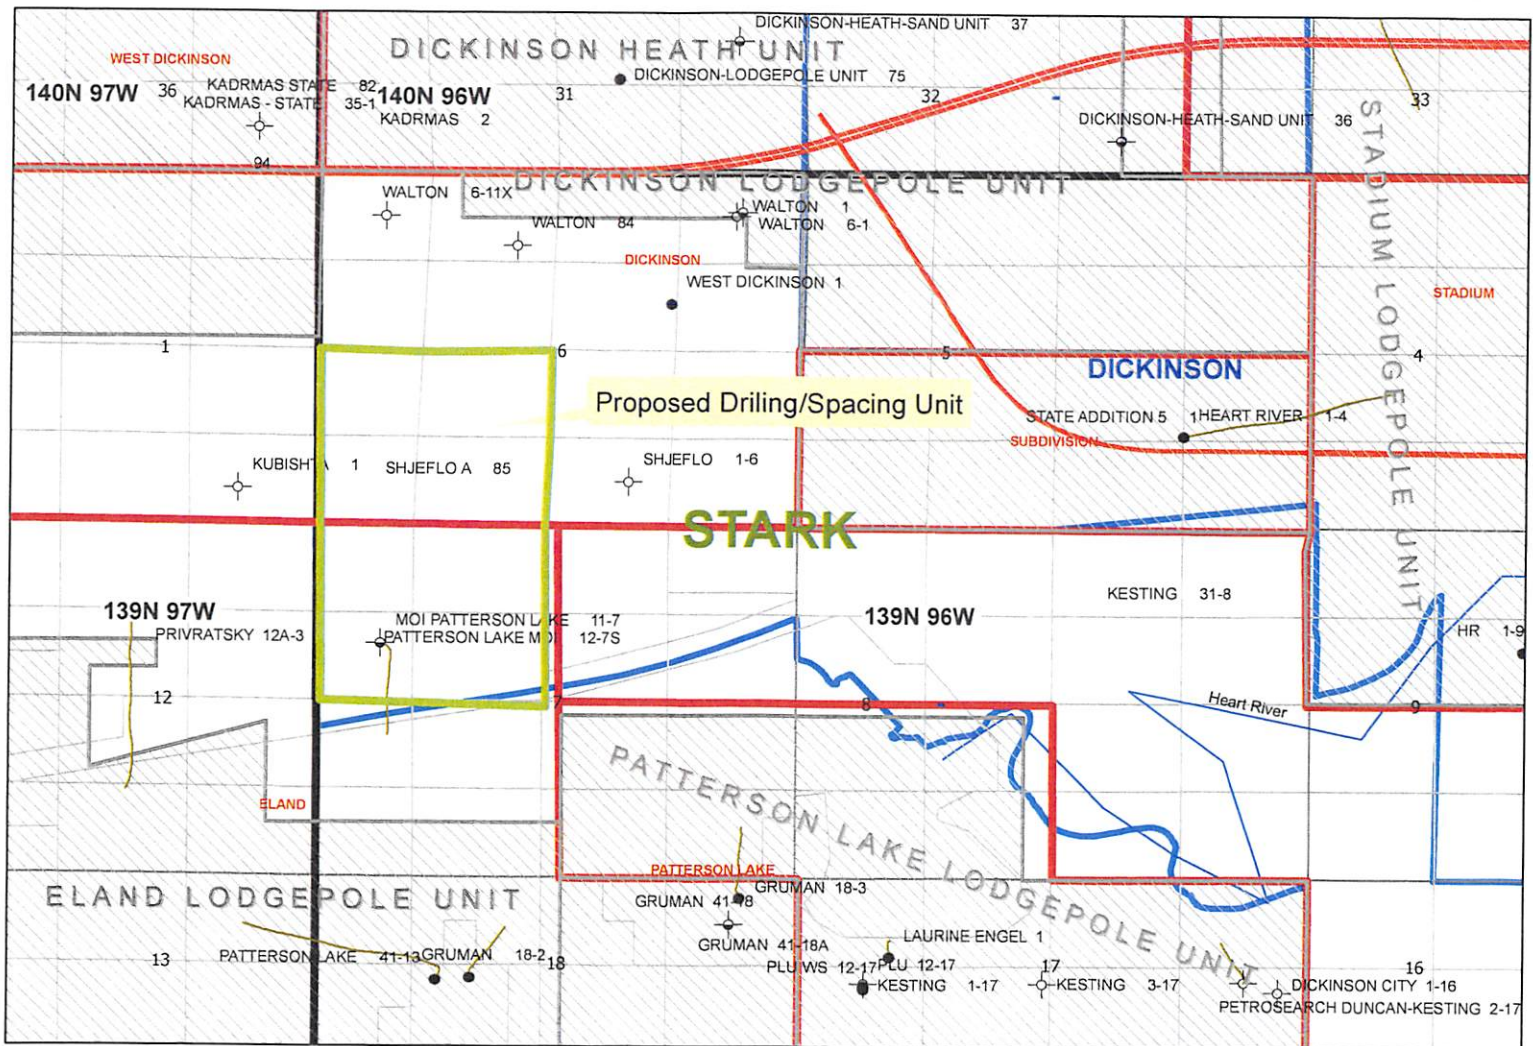 DICKINSON-HEATH-SAND UNIT 37
DICKINSON HEATH UNIT
WEST DICKINSON
DICKINSON-LODGEPOLE UNIT 75
140N 97W 36
KADRMAS STATE 82
KADRMAS - STATE 35-1
140N 96W
31
32
33
KADRMAS 2
DICKINSON-HEATH-SAND UNIT 36
94
DICKINSON LODGEPOLE UNIT
STADIUM LODGEPOLE UNIT
WALTON 6-11X
WALTON 84
WALTON 1
WALTON 6-1
DICKINSON
WEST DICKINSON 1
STADIUM
1
6
5
4
DICKINSON
Proposed Driling/Spacing Unit
STATE ADDITION 5 1
HEART RIVER 1-4
SUBDIVISION
KUBISHTA 1
SHJEFLO A 85
SHJEFLO 1-6
STARK
KESTING 31-8
139N 97W
139N 96W
MOI PATTERSON LAKE 11-7
PATTERSON LAKE MOI 12-7S
PRIVRATSKY 12A-3
HR 1-9
12
7
8
9
Heart River
PATTERSON LAKE LODGEPOLE UNIT
ELAND
PATTERSON LAKE
ELAND LODGEPOLE UNIT
GRUMAN 18-3
GRUMAN 41-18
GRUMAN 41-18A
LAURINE ENGEL 1
13
PATTERSON LAKE 41-13
GRUMAN 18-2
18
PLU WS 12-17
PLU 12-17
17
16
KESTING 1-17
KESTING 3-17
DICKINSON CITY 1-16
PETROSEARCH DUNCAN-KESTING 2-17